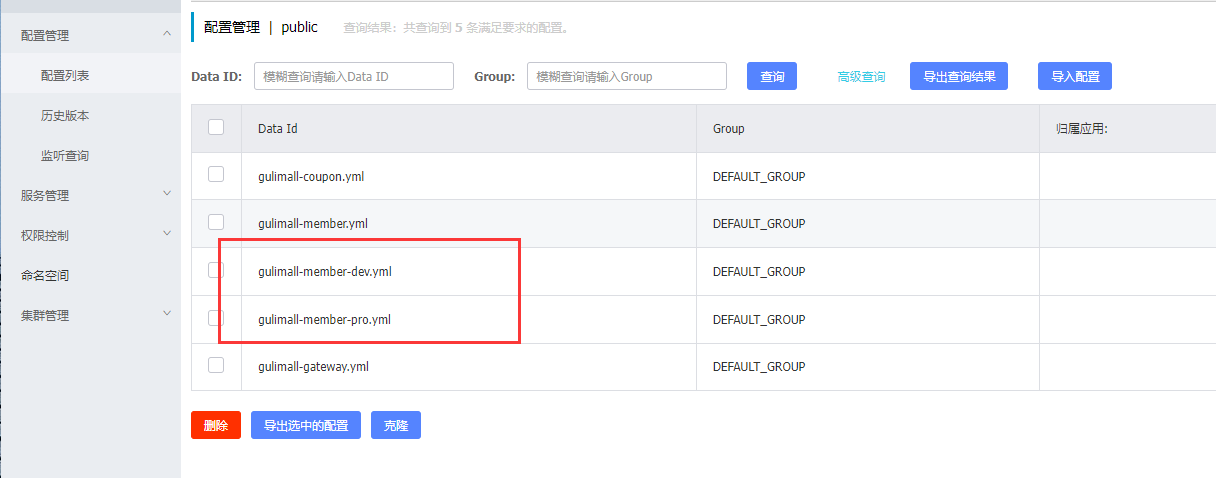 配置管理
配置列表
历史版本
监听查询
服务管理
权限控制
命名空间
集群管理
配置管理 | public 查询结果：共查询到 5 条满足要求的配置。
Data ID: 模糊查询请输入Data ID Group: 模糊查询请输入Group 查询 高级查询 导出查询结果 导入配置
Data Id Group 归属应用:
gulimall-coupon.yml DEFAULT_GROUP
gulimall-member.yml DEFAULT_GROUP
gulimall-member-dev.yml DEFAULT_GROUP
gulimall-member-pro.yml DEFAULT_GROUP
gulimall-gateway.yml DEFAULT_GROUP
删除 导出选中的配置 克隆